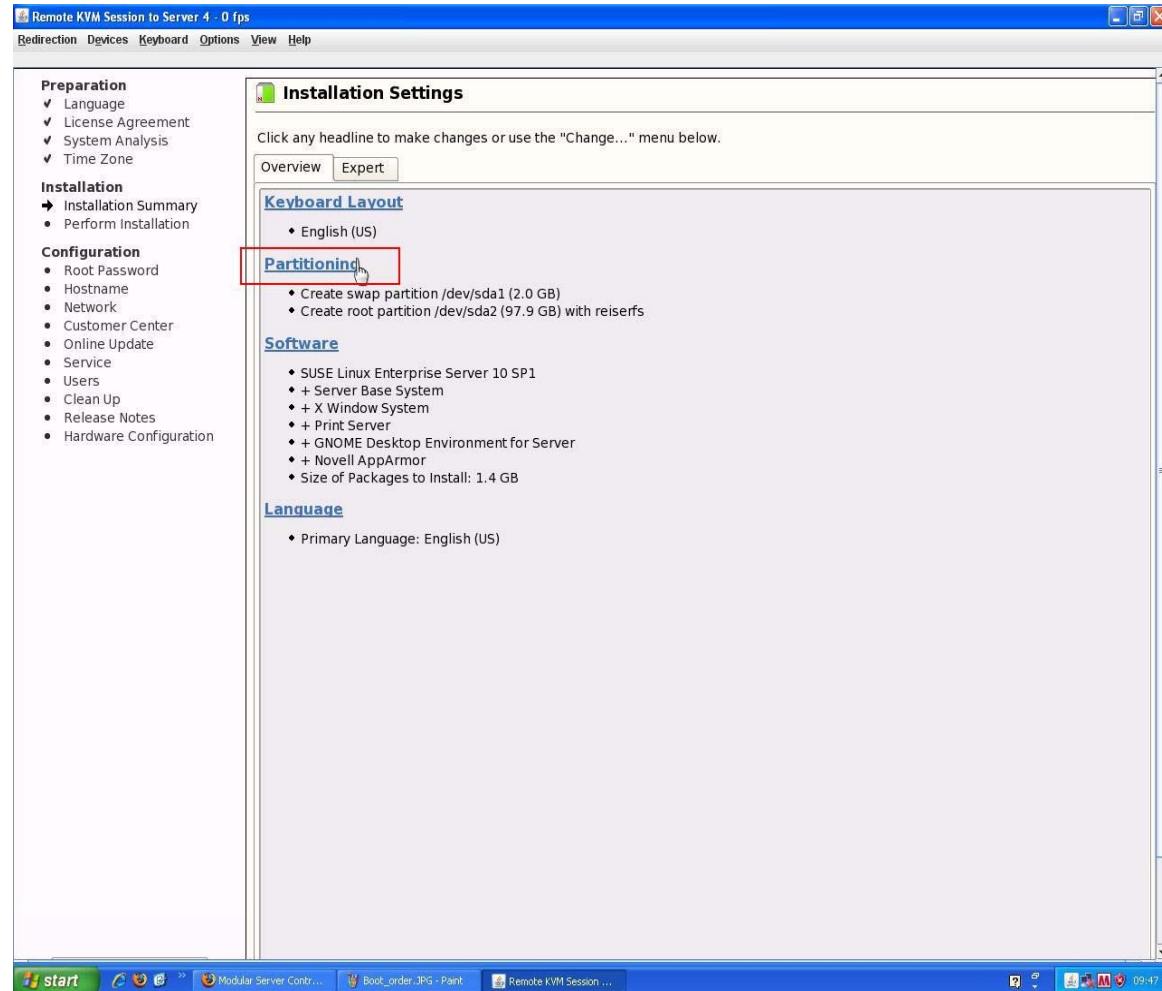 Remote KVM Session to Server 4 - 0 fps
Redirection Devices Keyboard Options View Help
Preparation
Language
License Agreement
System Analysis
Time Zone
Installation
Installation Summary
Perform Installation
Configuration
Root Password
Hostname
Network
Customer Center
Online Update
Service
Users
Clean Up
Release Notes
Hardware Configuration
Installation Settings
Click any headline to make changes or use the "Change..." menu below.
Overview Expert
Keyboard Layout
English (US)
Partitioning
Create swap partition /dev/sda1 (2.0 GB)
Create root partition /dev/sda2 (97.9 GB) with reiserfs
Software
SUSE Linux Enterprise Server 10 SP1
+ Server Base System
+ X Window System
+ Print Server
+ GNOME Desktop Environment for Server
+ Novell AppArmor
Size of Packages to Install: 1.4 GB
Language
Primary Language: English (US)
start Modular Server Contr... Boot_order.JPG - Paint Remote KVM Session ... 09:47